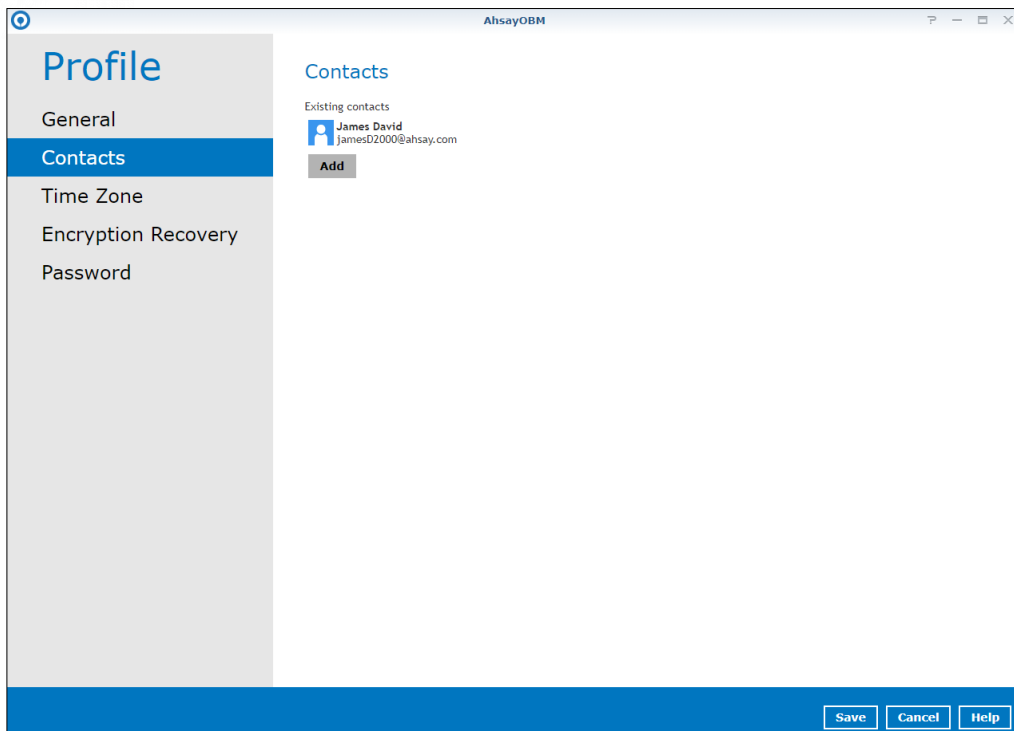 AhsayOBM
Profile
General
Contacts
Time Zone
Encryption Recovery
Password
Contacts
Existing contacts
James David
jamesD2000@ahsay.com
Add
Save Cancel Help